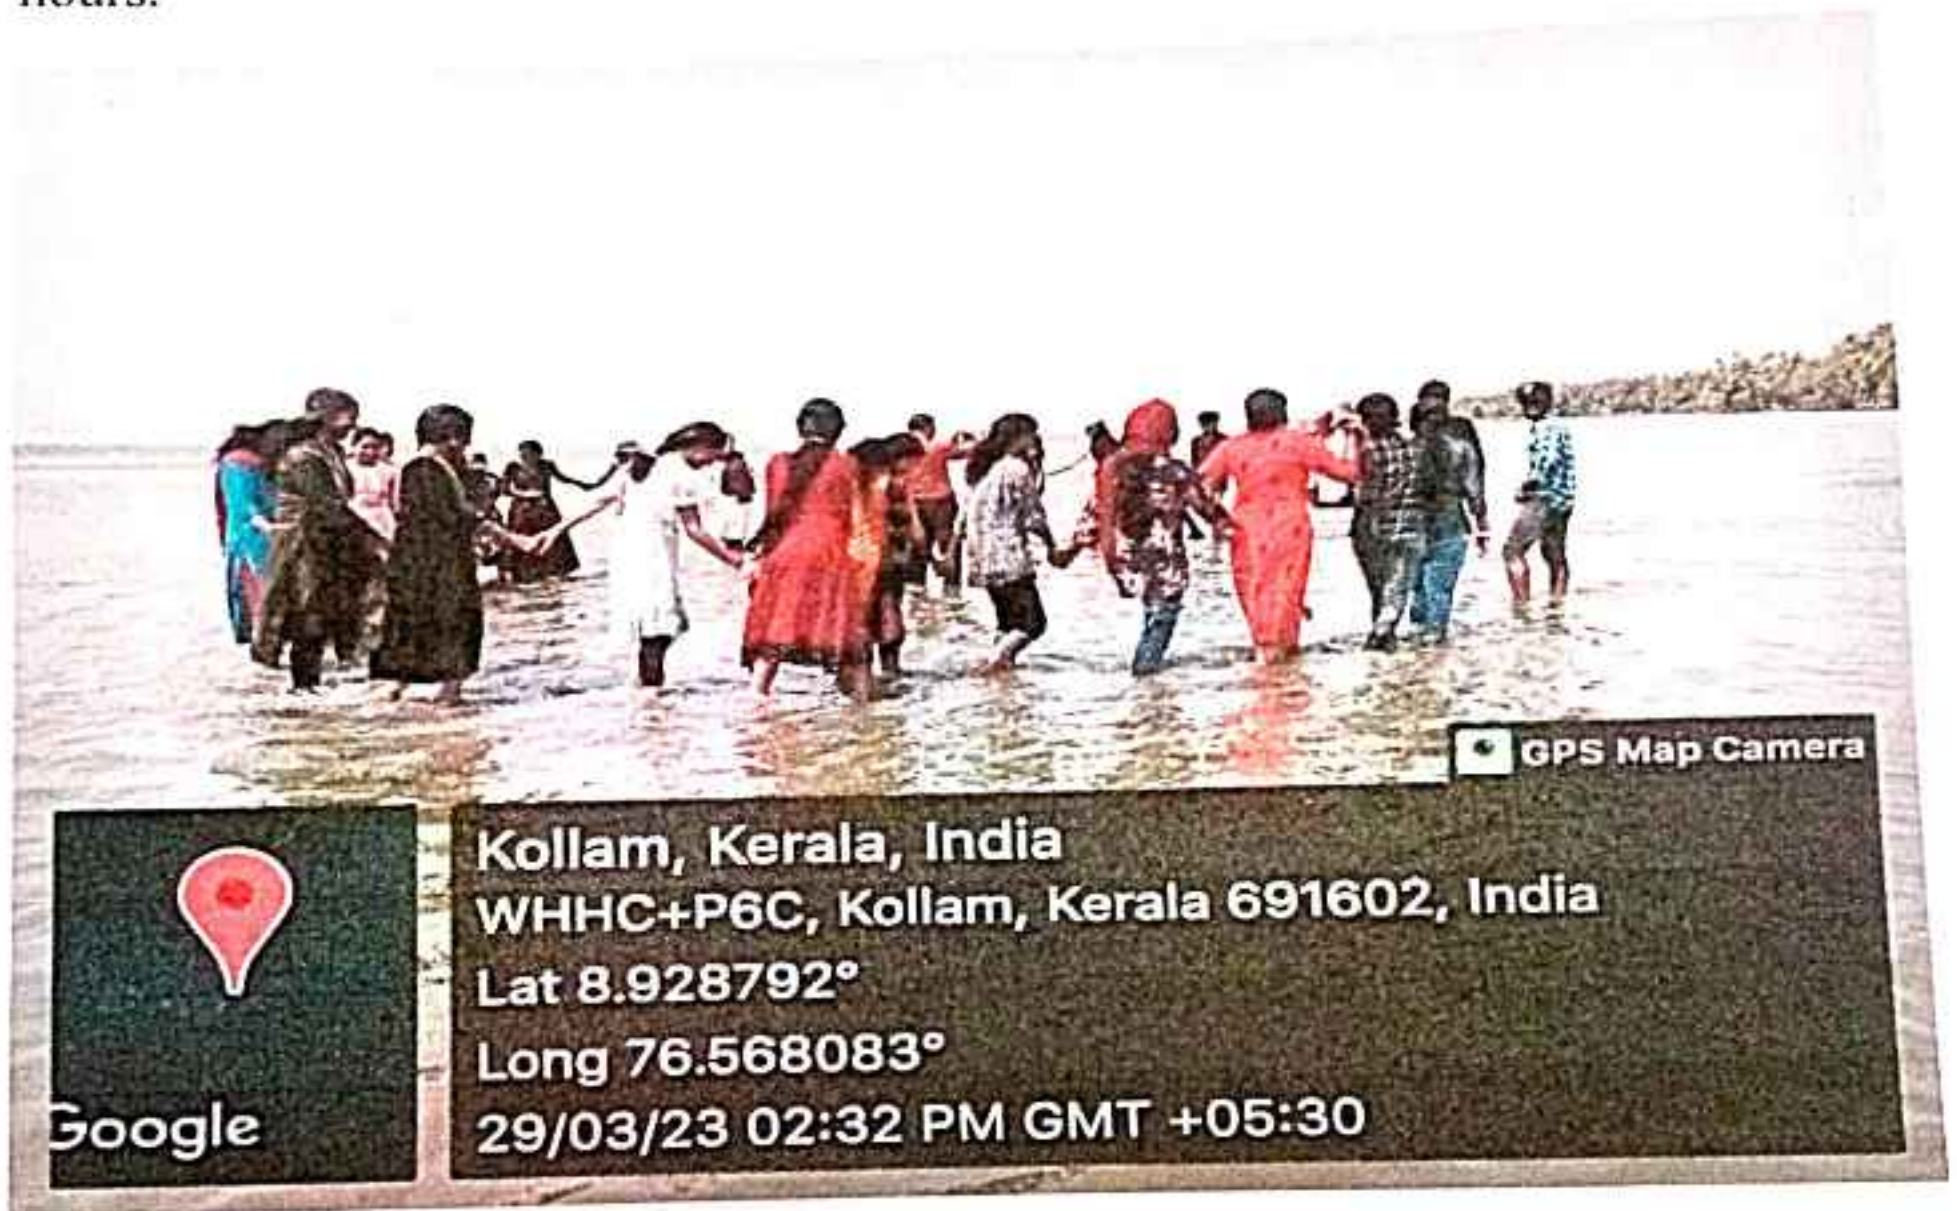 hours.
GPS Map Camera
Kollam, Kerala, India
WHHC+P6C, Kollam, Kerala 691602, India
Lat 8.928792°
Long 76.568083°
29/03/23 02:32 PM GMT +05:30
Google